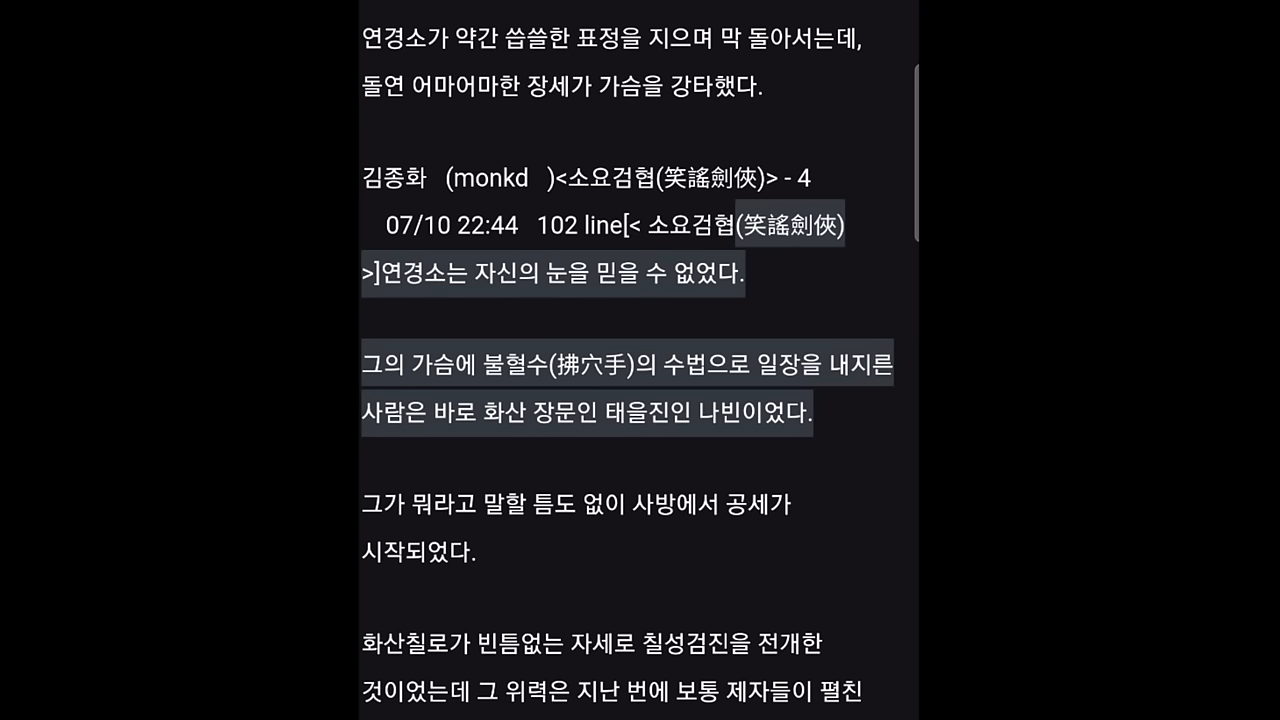 연경소가 약간 씁쓸한 표정을 지으며 막 돌아서는데,
돌연 어마어마한 장세가 가슴을 강타했다.
김종화   (monkd   )<소요검협(笑謠劍俠)> - 4
07/10 22:44   102 line[< 소요검협(笑謠劍俠)
>]연경소는 자신의 눈을 믿을 수 없었다.
그의 가슴에 불혈수(拂穴手)의 수법으로 일장을 내지른
사람은 바로 화산 장문인 태을진인 나빈이었다.
그가 뭐라고 말할 틈도 없이 사방에서 공세가
시작되었다.
화산칠로가 빈틈없는 자세로 칠성검진을 전개한
것이었는데 그 위력은 지난 번에 보통 제자들이 펼친